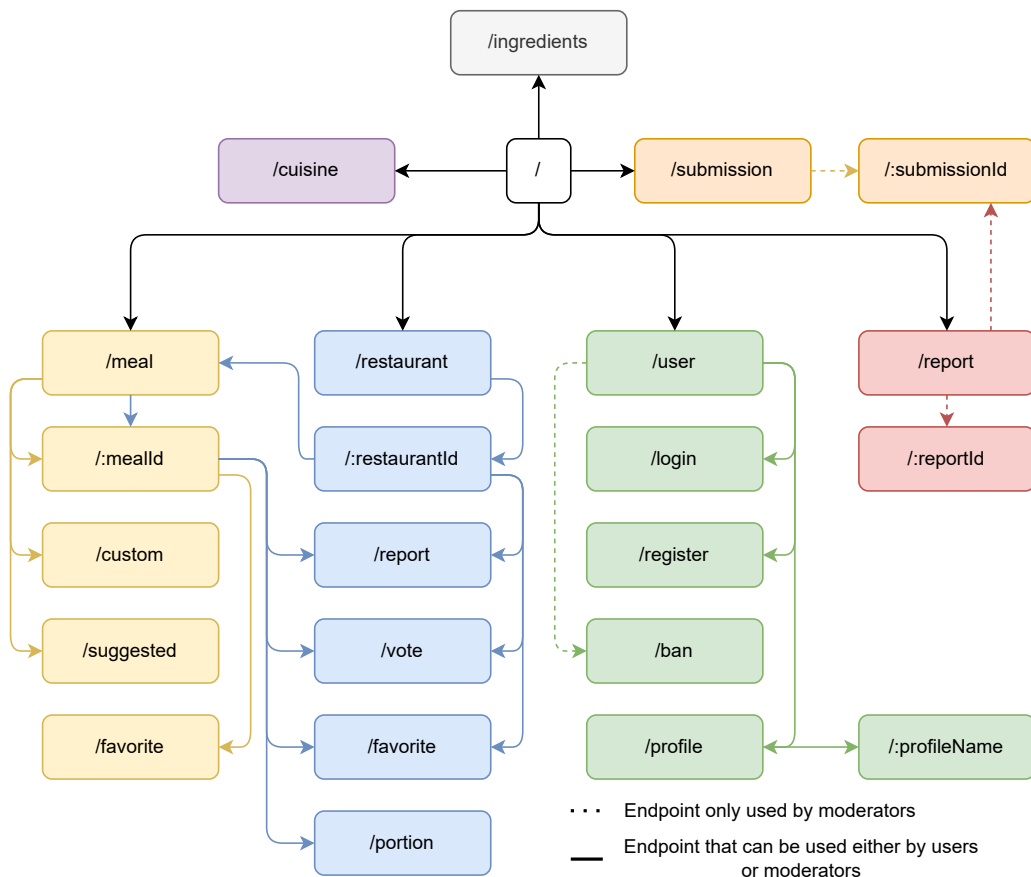 /ingredients
/cuisine
/
/submission
/:submissionId
/meal
/restaurant
/user
/report
/:mealId
/:restaurantId
/login
/:reportId
/custom
/report
/register
/suggested
/vote
/ban
/favorite
/favorite
/profile
/:profileName
/portion
Endpoint only used by moderators
Endpoint that can be used either by users
or moderators